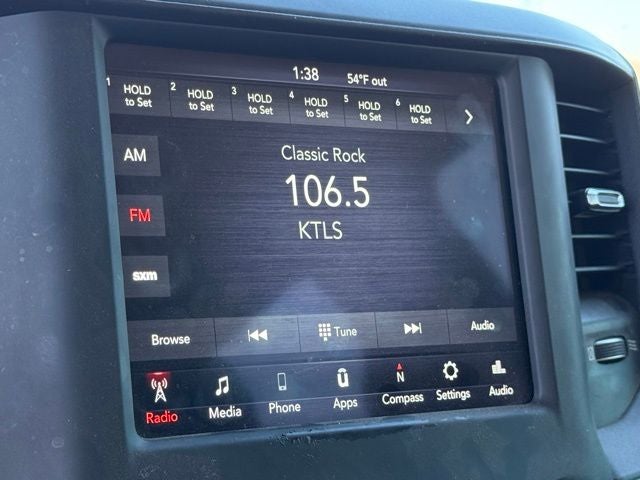 1:38 54°F out
1 HOLD to Set 2 HOLD to Set 3 HOLD to Set 4 HOLD to Set 5 HOLD to Set 6 HOLD to Set
AM
Classic Rock
106.5
FM
KTLS
sxm
Browse Tune Audio
Radio Media Phone Apps N Compass Settings Audio